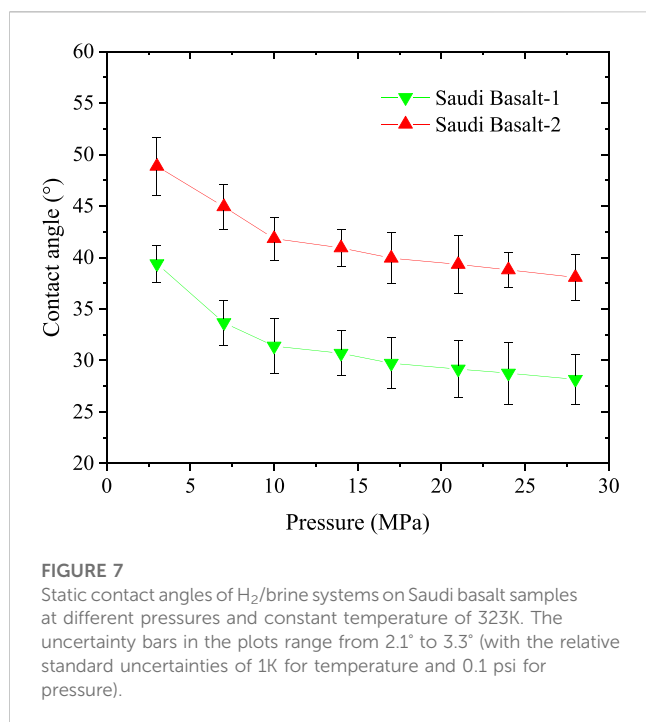 60
55
50
45
40
35
30
25
20
Contact angle (°)
Saudi Basalt-1
Saudi Basalt-2
0 5 10 15 20 25 30
Pressure (MPa)
FIGURE 7
Static contact angles of H₂/brine systems on Saudi basalt samples
at different pressures and constant temperature of 323K. The
uncertainty bars in the plots range from 2.1° to 3.3° (with the relative
standard uncertainties of 1K for temperature and 0.1 psi for
pressure).